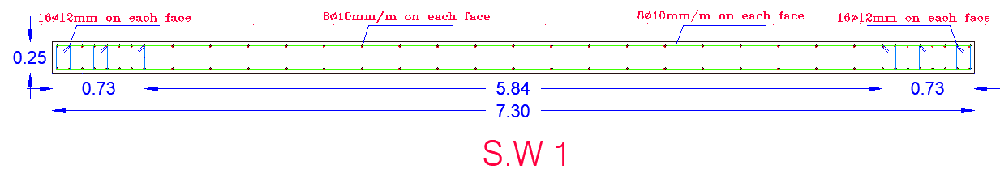 16ø12mm on each face
8ø10mm/m on each face
8ø10mm/m on each face
16ø12mm on each face
0.25
0.73
5.84
0.73
7.30
S.W 1